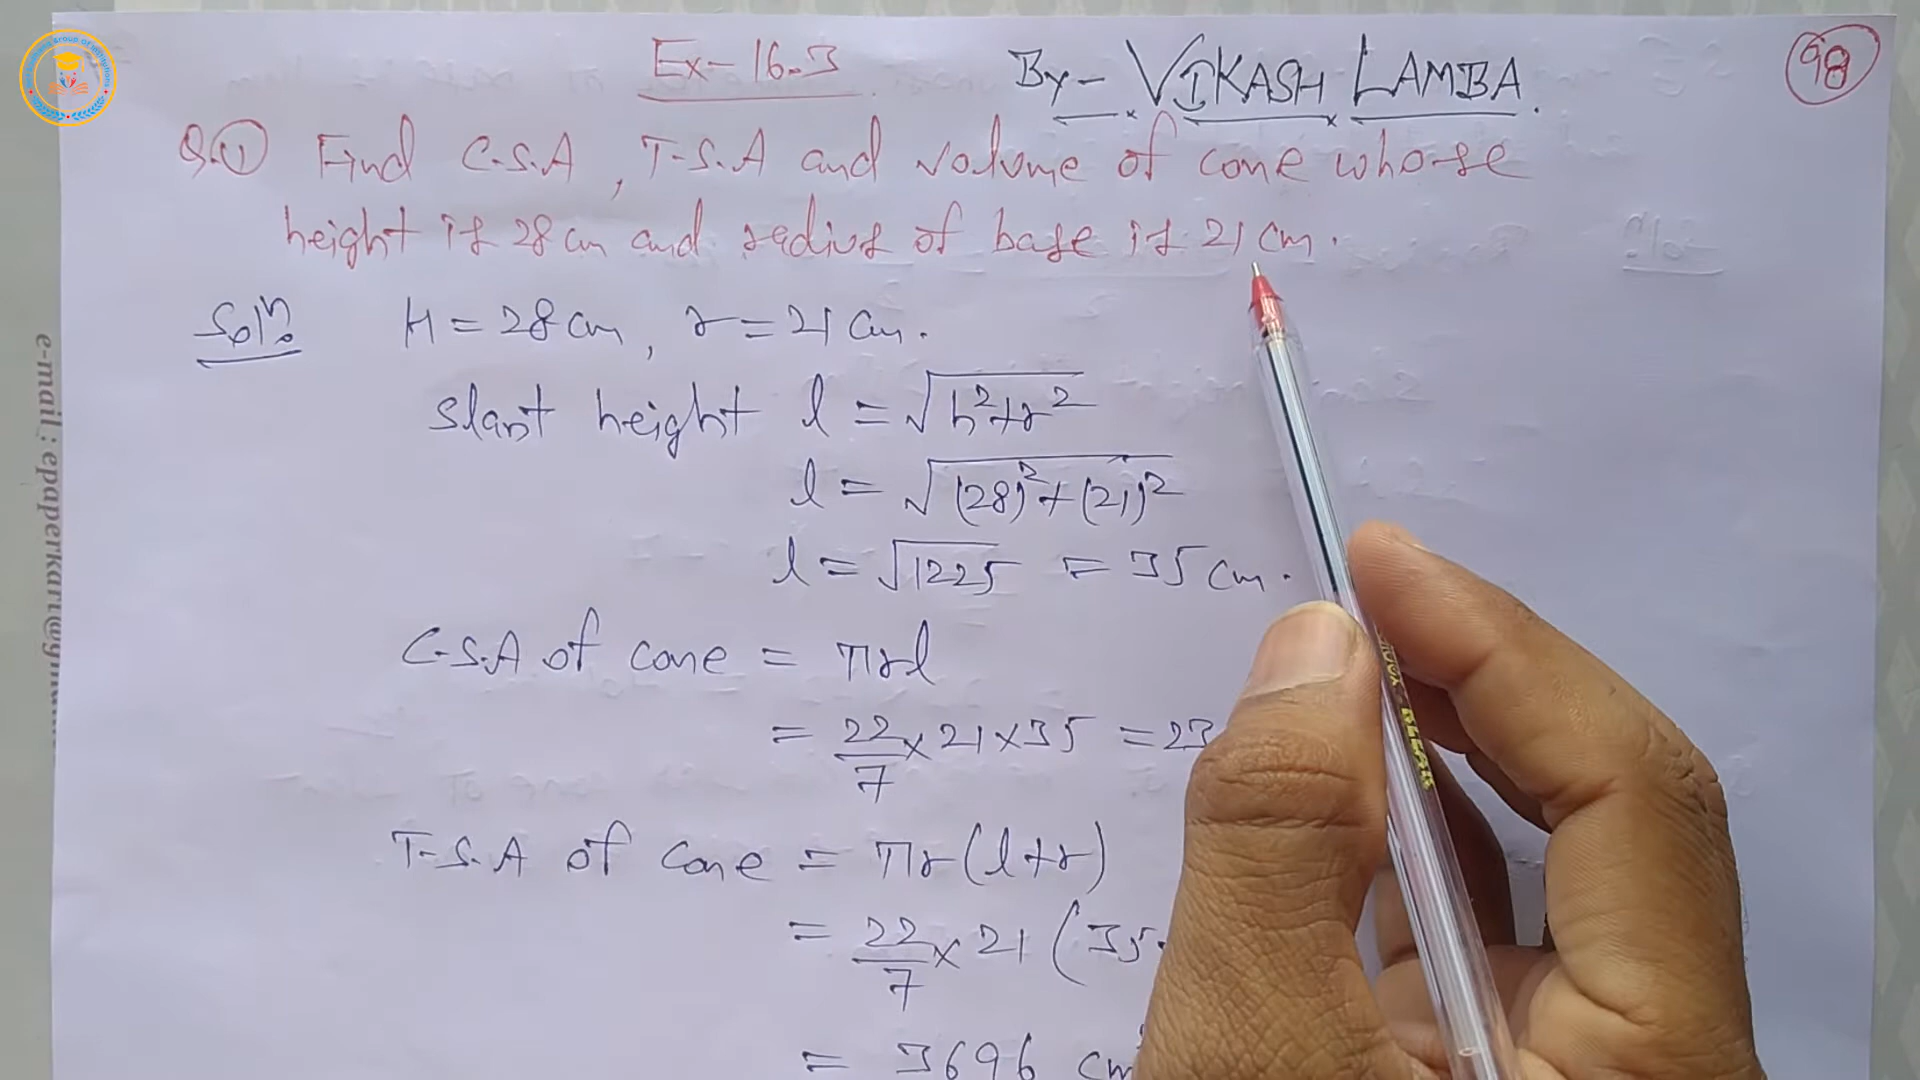 Ex-16.3
By- VIKASH LAMBA.
98
Q.① Find C.S.A, T.S.A and volume of cone whose
height is 28 cm and radius of base is 21 cm.
Soln. H = 28 cm, r = 21 cm.
slant height l = √h²+r²
l = √(28)²+(21)²
l = √1225 = 35 cm.
C.S.A of cone = πrl
= 22/7 × 21 × 35 = 23
T.S.A of cone = πr(l+r)
= 22/7 × 21 (35
= 3696 cm
e-mail: epaperkari@gm